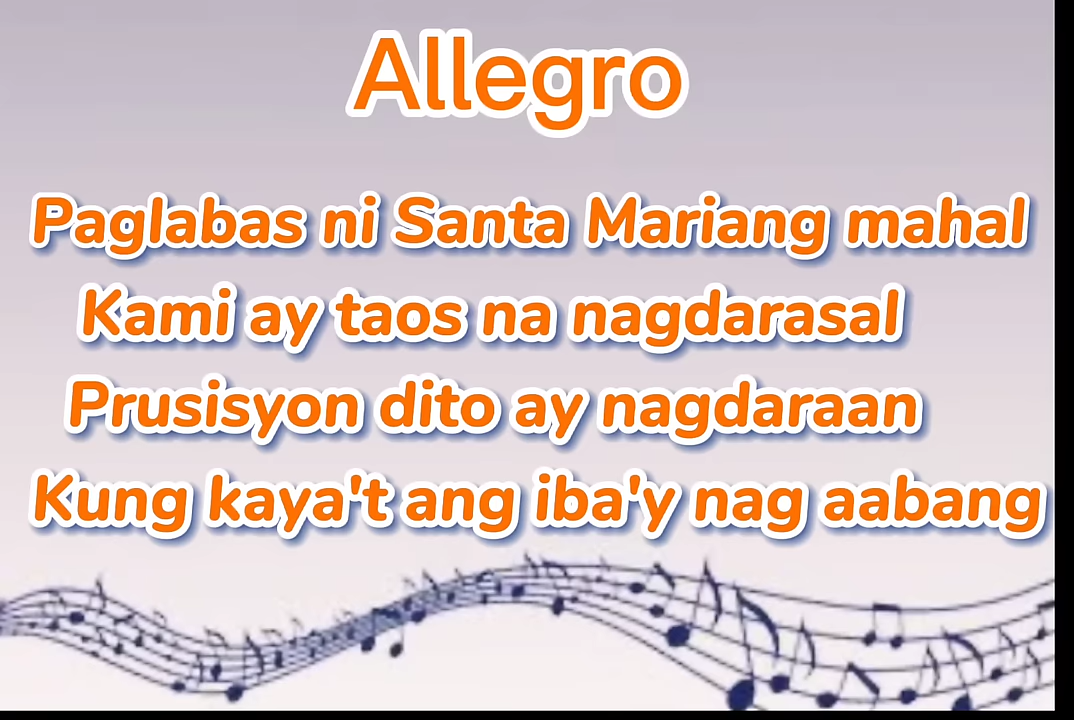 Allegro
Paglabas ni Santa Mariang mahal
Kami ay taos na nagdarasal
Prusisyon dito ay nagdaraan
Kung kaya't ang iba'y nag aabang